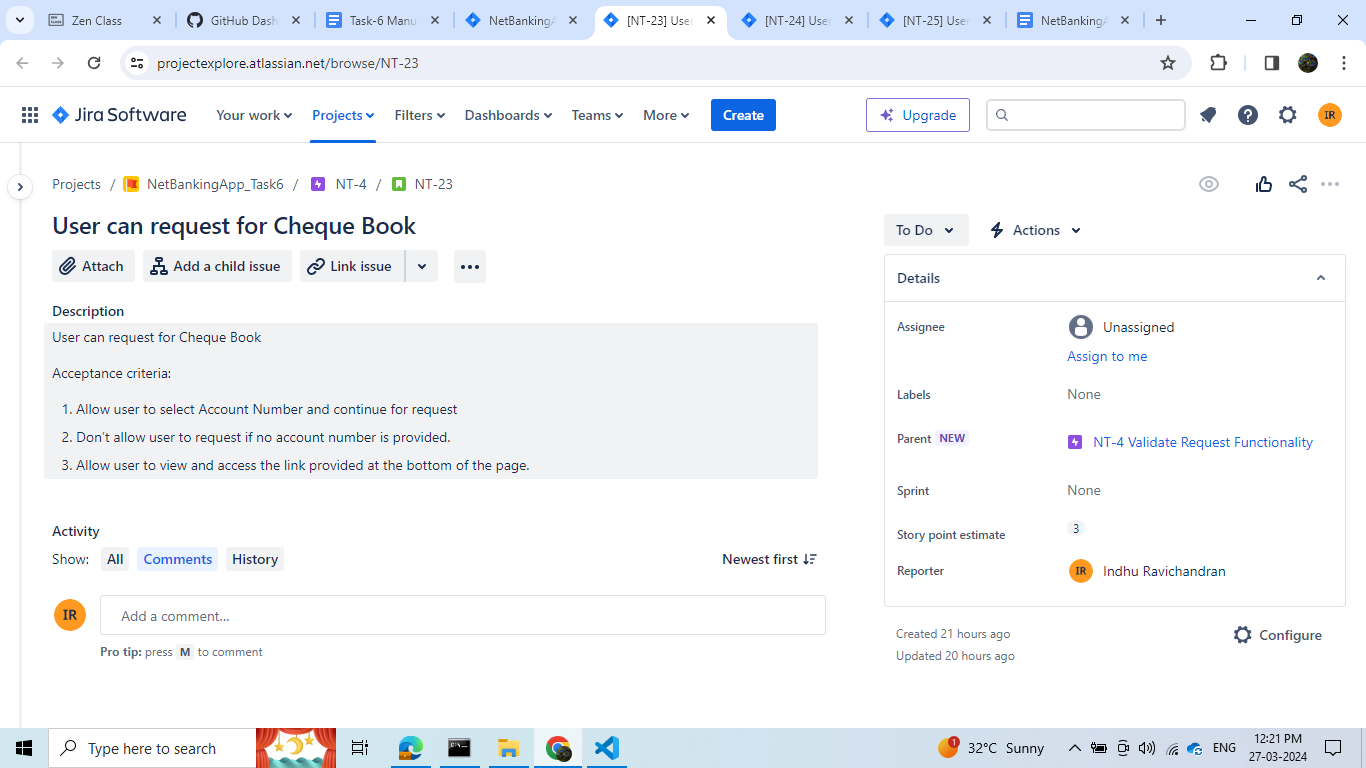 Zen Class
GitHub Dash
Task-6 Manu
NetBankingA
[NT-23] User
[NT-24] User
[NT-25] User
NetBankingA
projectexplore.atlassian.net/browse/NT-23
Jira Software
Your work
Projects
Filters
Dashboards
Teams
More
Create
Upgrade
IR
Projects / NetBankingApp_Task6 / NT-4 / NT-23
User can request for Cheque Book
To Do
Actions
Attach
Add a child issue
Link issue
Details
Description
User can request for Cheque Book
Acceptance criteria:
1. Allow user to select Account Number and continue for request
2. Don't allow user to request if no account number is provided.
3. Allow user to view and access the link provided at the bottom of the page.
Assignee
Unassigned
Assign to me
Labels
None
Parent NEW
NT-4 Validate Request Functionality
Sprint
None
Story point estimate
3
Reporter
IR
Indhu Ravichandran
Activity
Show:
All
Comments
History
Newest first
IR
Add a comment…
Pro tip: press M to comment
Created 21 hours ago
Updated 20 hours ago
Configure
Type here to search
1
32°C Sunny
ENG
12:21 PM
27-03-2024